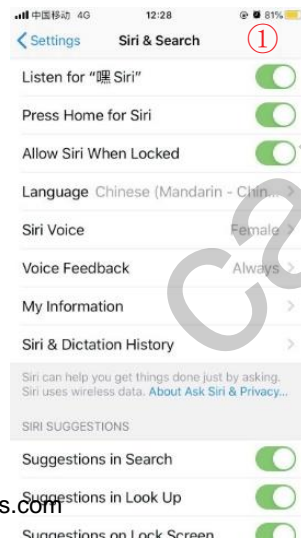 中国移动 4G 12:28 81%
Settings Siri & Search ①
Listen for “嘿 Siri”
Press Home for Siri
Allow Siri When Locked
Language Chinese (Mandarin - Chin...
Siri Voice Female
Voice Feedback Always
My Information
Siri & Dictation History
Siri can help you get things done just by asking.
Siri uses wireless data. About Ask Siri & Privacy...
SIRI SUGGESTIONS
Suggestions in Search
Suggestions in Look Up
s.com
Suggestions on Lock Screen